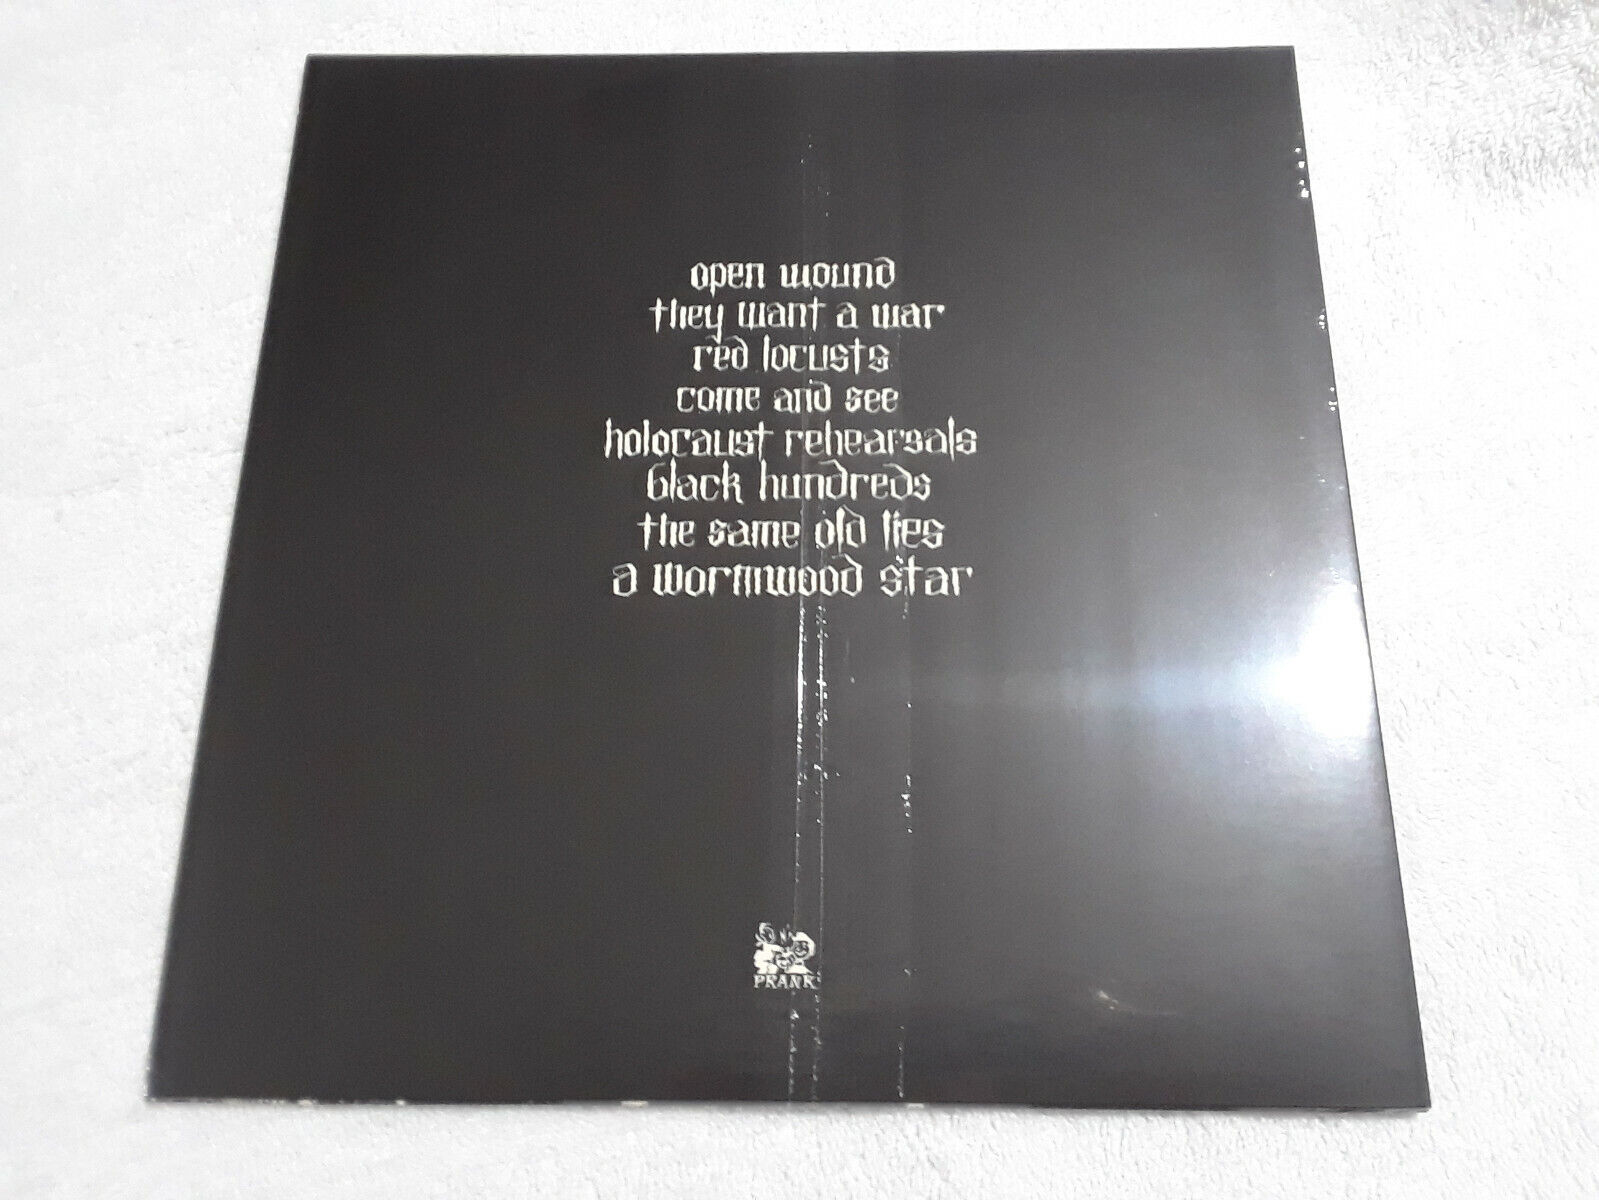 open wound
they want a war
red locusts
come and see
holocaust rehearsals
black hundreds
the same old lies
a wormwood star
PRANK